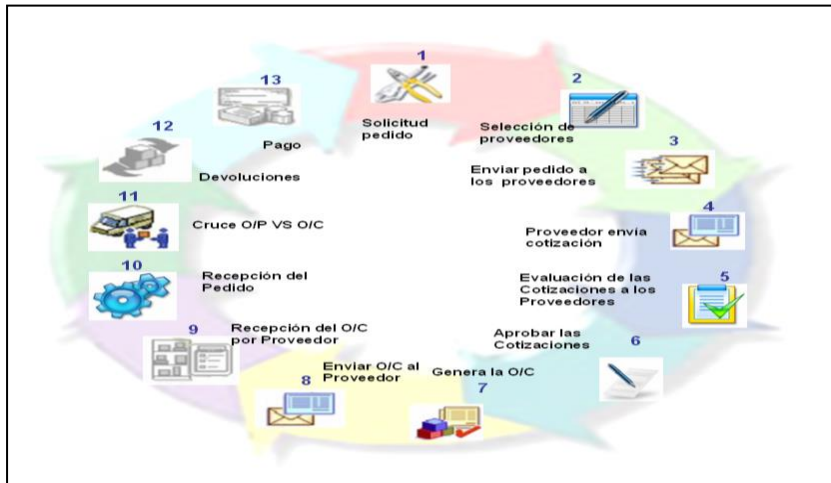 1
Solicitud
pedido
2
Selección de
proveedores
3
Enviar pedido a
los proveedores
4
Proveedor envía
cotización
5
Evaluación de las
Cotizaciones a los
Proveedores
6
Aprobar las
Cotizaciones
7
Genera la O/C
8
Enviar O/C al
Proveedor
9
Recepción del O/C
por Proveedor
10
Recepción del
Pedido
11
Cruce O/P VS O/C
12
Devoluciones
13
Pago